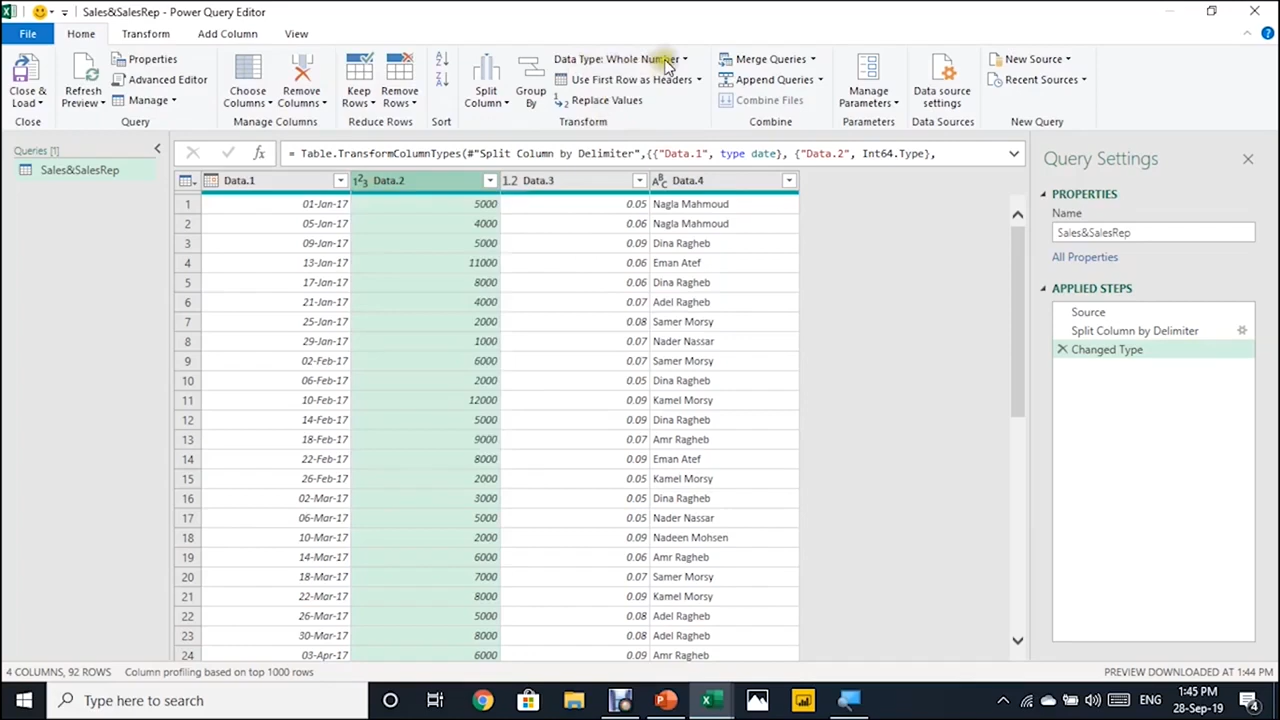 Sales&SalesRep - Power Query Editor
File Home Transform Add Column View
Close & Load
Close
Refresh Preview
Properties
Advanced Editor
Manage
Query
Choose Columns
Remove Columns
Manage Columns
Keep Rows
Remove Rows
Reduce Rows
Sort
Split Column
Group By
Data Type: Whole Number
Use First Row as Headers
Replace Values
Transform
Merge Queries
Append Queries
Combine Files
Combine
Manage Parameters
Parameters
Data source settings
Data Sources
New Source
Recent Sources
New Query
Queries [1]
Sales&SalesRep
= Table.TransformColumnTypes(#"Split Column by Delimiter",{{"Data.1", type date}, {"Data.2", Int64.Type},
Data.1 Data.2 Data.3 Data.4
1 01-Jan-17 5000 0.05 Nagla Mahmoud
2 05-Jan-17 4000 0.06 Nagla Mahmoud
3 09-Jan-17 5000 0.09 Dina Ragheb
4 13-Jan-17 11000 0.06 Eman Atef
5 17-Jan-17 8000 0.06 Dina Ragheb
6 21-Jan-17 4000 0.07 Adel Ragheb
7 25-Jan-17 2000 0.08 Samer Morsy
8 29-Jan-17 1000 0.07 Nader Nassar
9 02-Feb-17 6000 0.07 Samer Morsy
10 06-Feb-17 2000 0.05 Dina Ragheb
11 10-Feb-17 12000 0.09 Kamel Morsy
12 14-Feb-17 5000 0.09 Dina Ragheb
13 18-Feb-17 9000 0.07 Amr Ragheb
14 22-Feb-17 8000 0.09 Eman Atef
15 26-Feb-17 2000 0.05 Kamel Morsy
16 02-Mar-17 3000 0.05 Dina Ragheb
17 06-Mar-17 5000 0.05 Nader Nassar
18 10-Mar-17 2000 0.09 Nadeen Mohsen
19 14-Mar-17 6000 0.06 Amr Ragheb
20 18-Mar-17 7000 0.07 Samer Morsy
21 22-Mar-17 8000 0.09 Kamel Morsy
22 26-Mar-17 5000 0.08 Adel Ragheb
23 30-Mar-17 8000 0.08 Adel Ragheb
24 03-Apr-17 6000 0.09 Amr Ragheb
Query Settings
PROPERTIES
Name
Sales&SalesRep
All Properties
APPLIED STEPS
Source
Split Column by Delimiter
Changed Type
4 COLUMNS, 92 ROWS Column profiling based on top 1000 rows
PREVIEW DOWNLOADED AT 1:44 PM
Type here to search
ENG
1:45 PM
28-Sep-19
4